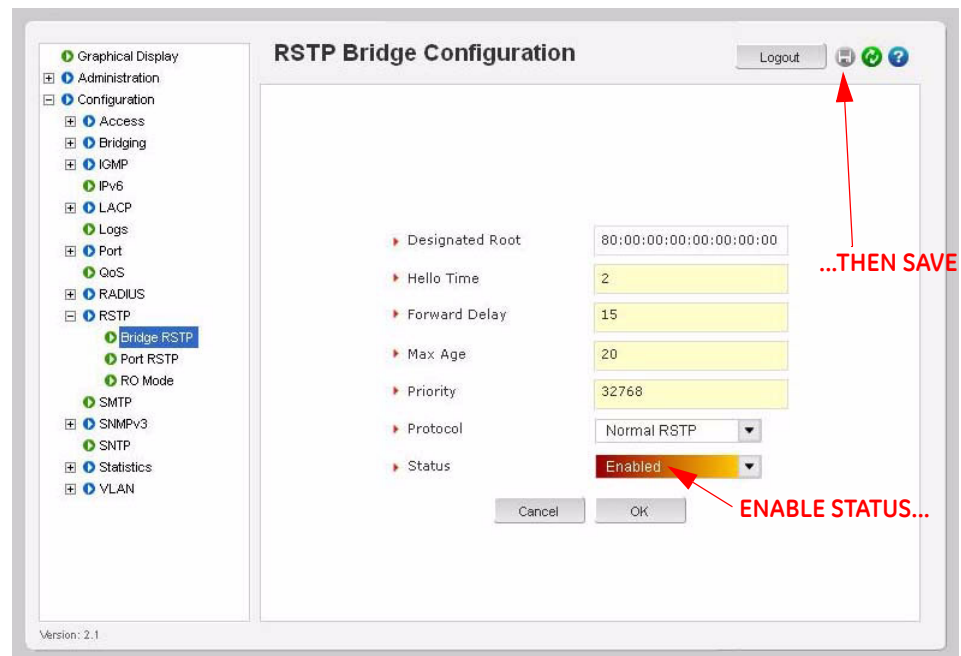 RSTP Bridge Configuration
Logout
Graphical Display
Administration
Configuration
Access
Bridging
IGMP
IPv6
LACP
Logs
Port
QoS
RADIUS
RSTP
Bridge RSTP
Port RSTP
RO Mode
SMTP
SNMPv3
SNTP
Statistics
VLAN
Designated Root 80:00:00:00:00:00:00:00
Hello Time 2
Forward Delay 15
Max Age 20
Priority 32768
Protocol Normal RSTP
Status Enabled
Cancel OK
...THEN SAVE
ENABLE STATUS...
Version: 2.1